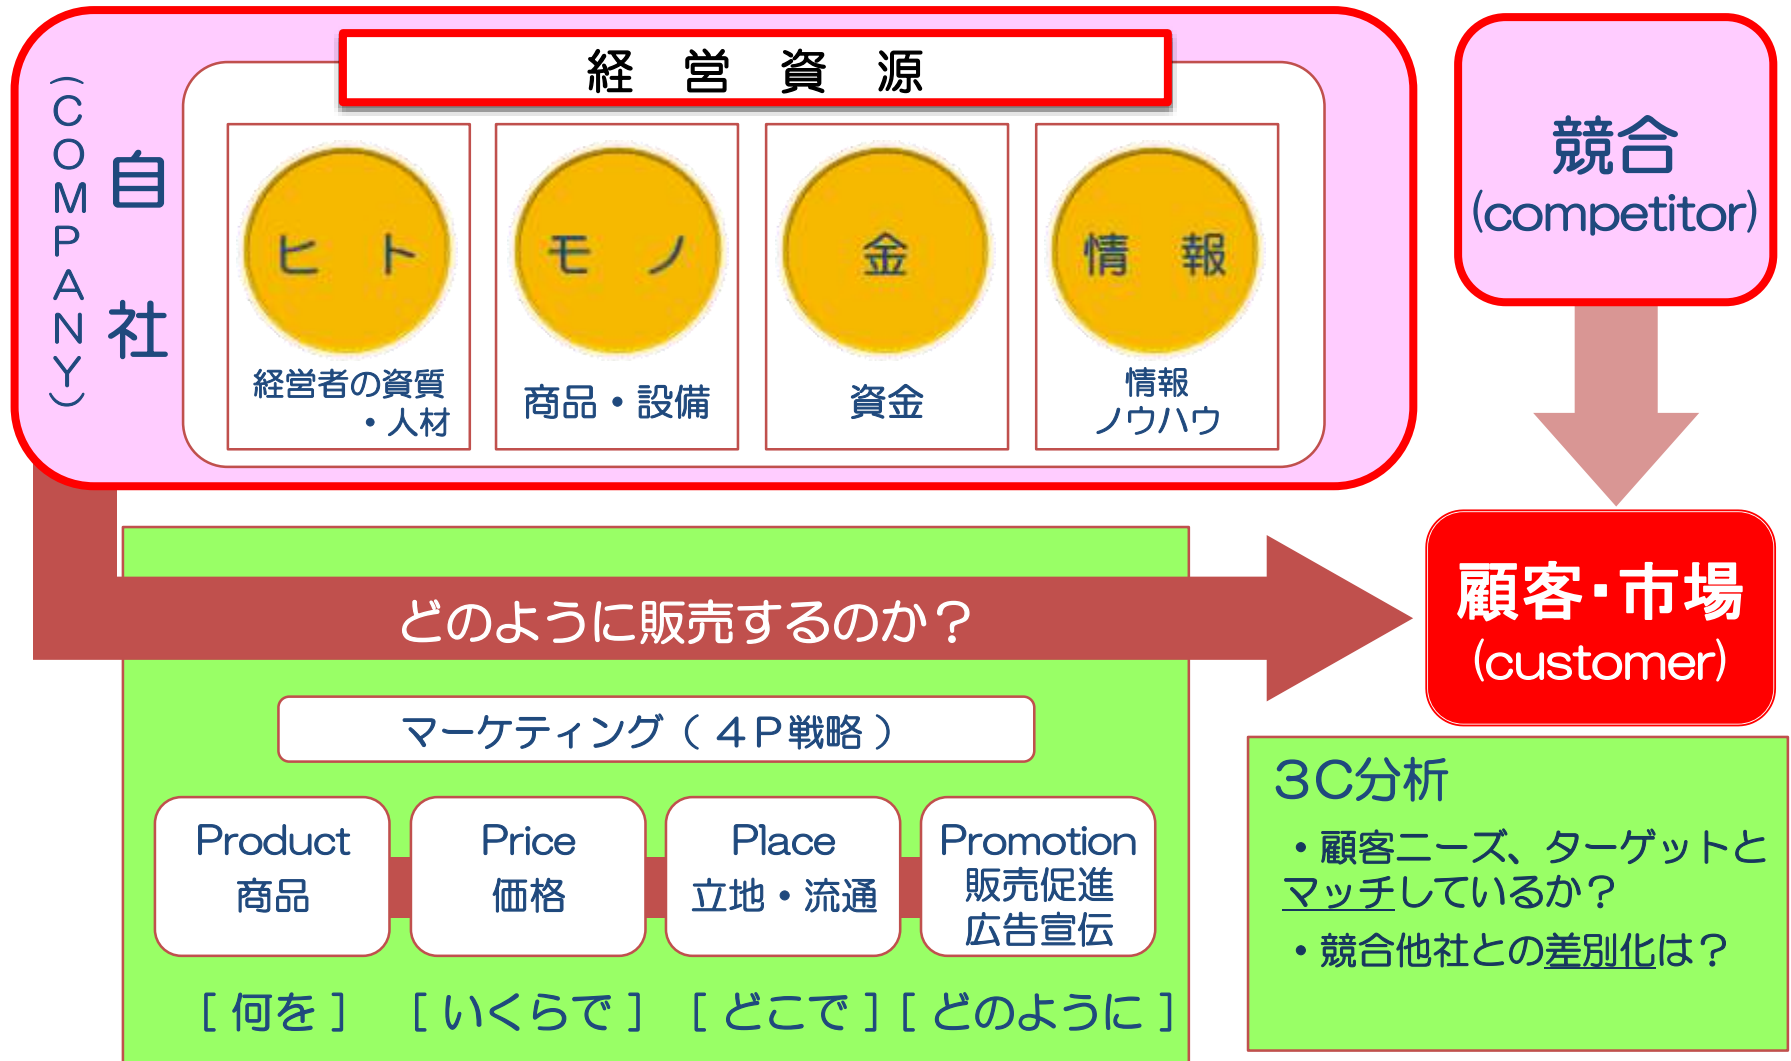 経　営　資　源
（COMPANY）
自　社
ヒ　ト
経営者の資質
・人材
モ　ノ
商品・設備
金
資金
情　報
情報
ノウハウ
競合
(competitor)
どのように販売するのか？
顧客・市場
(customer)
マーケティング（４Ｐ戦略）
Product
商品
[ 何を ]
Price
価格
[ いくらで ]
Place
立地・流通
[ どこで ]
Promotion
販売促進
広告宣伝
[ どのように ]
３C分析
・顧客ニーズ、ターゲットと
マッチしているか？
・競合他社との差別化は？